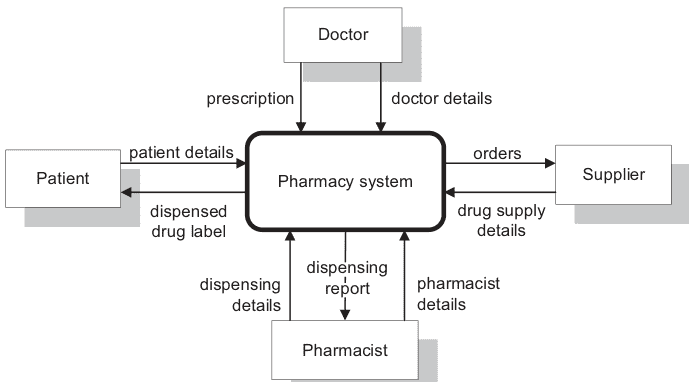 Doctor
prescription
doctor details
patient details
orders
Patient
Pharmacy system
Supplier
dispensed
drug label
drug supply
details
dispensing
details
dispensing
report
pharmacist
details
Pharmacist